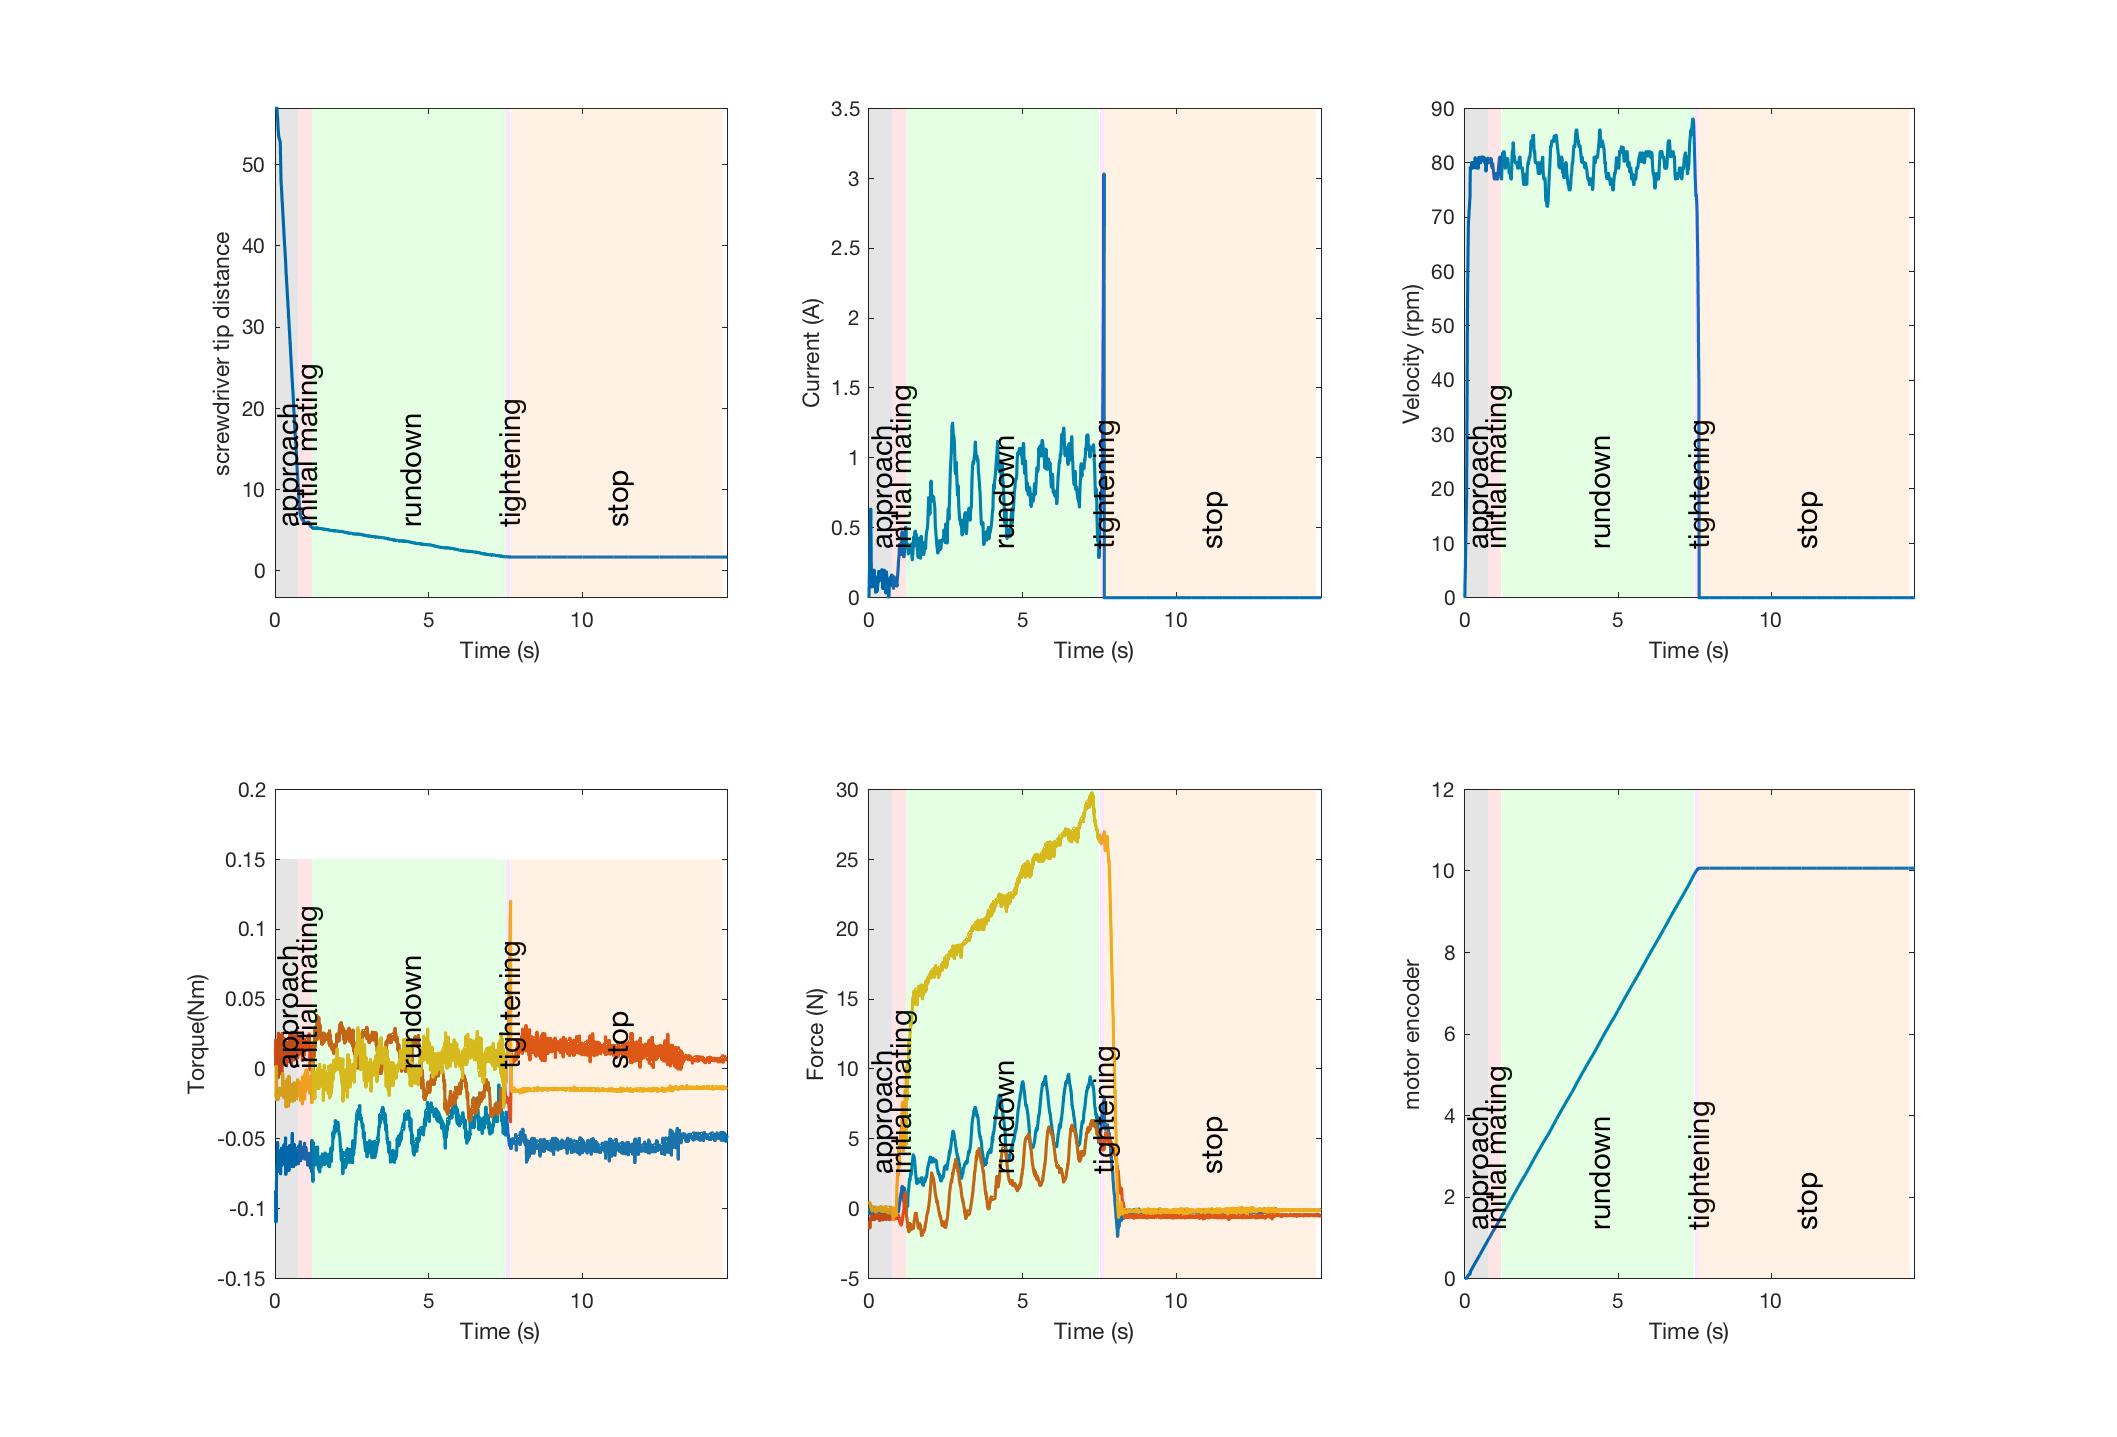 screwdriver tip distance
50
40
30
20
10
0
approach
initial mating
rundown
tightening
stop
0 5 10
Time (s)
Current (A)
3.5
3
2.5
2
1.5
1
0.5
0
approach
initial mating
rundown
tightening
stop
0 5 10
Time (s)
Velocity (rpm)
90
80
70
60
50
40
30
20
10
0
approach
initial mating
rundown
tightening
stop
0 5 10
Time (s)
Torque(Nm)
0.2
0.15
0.1
0.05
0
-0.05
-0.1
-0.15
approach
initial mating
rundown
tightening
stop
0 5 10
Time (s)
Force (N)
30
25
20
15
10
5
0
-5
approach
initial mating
rundown
tightening
stop
0 5 10
Time (s)
motor encoder
12
10
8
6
4
2
0
approach
initial mating
rundown
tightening
stop
0 5 10
Time (s)